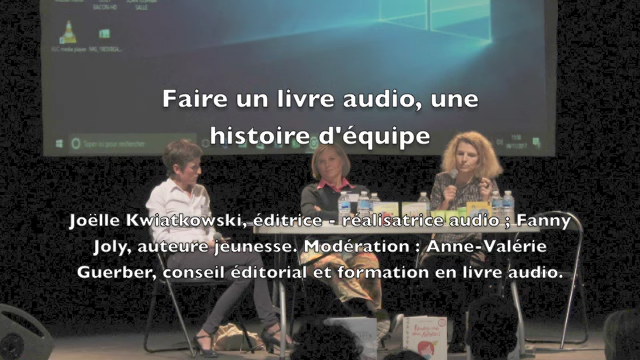 Faire un livre audio, une
histoire d'équipe
Joëlle Kwiatkowski, éditrice - réalisatrice audio ; Fanny
Joly, auteure jeunesse. Modération : Anne-Valérie
Guerber, conseil éditorial et formation en livre audio.